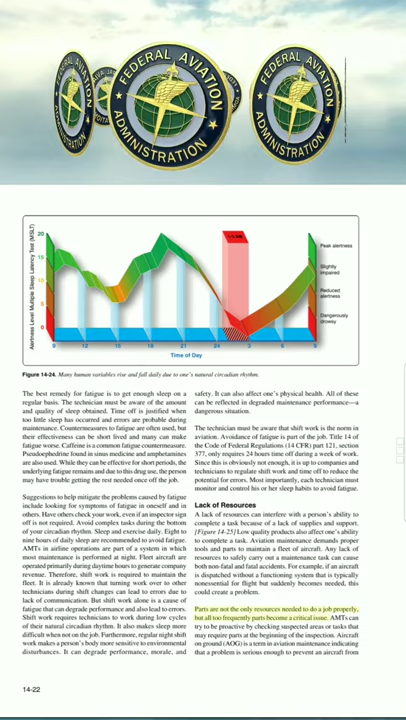 FEDERAL AVIATION
ADMINISTRATION
FEDERAL AVIATION
ADMINISTRATION
FEDERAL AVIATION
ADMINISTRATION
Alertness Level Multiple Sleep Latency Test (MSLT)
20
15
10
5
0
Peak alertness
Slightly
impaired
Reduced
alertness
Dangerously
drowsy
9 12 15 18 21 24 3 6 9
Time of Day
Figure 14-24. Many human variables rise and fall daily due to one's natural circadian rhythm.
The best remedy for fatigue is to get enough sleep on a
regular basis. The technician must be aware of the amount
and quality of sleep obtained. Time off is justified when
too little sleep has occurred and errors are probable during
maintenance. Countermeasures to fatigue are often used, but
their effectiveness can be short lived and many can make
fatigue worse. Caffeine is a common fatigue countermeasure.
Pseudoephedrine found in sinus medicine and amphetamines
are also used. While they can be effective for short periods, the
underlying fatigue remains and due to this drug use, the person
may have trouble getting the rest needed once off the job.
Suggestions to help mitigate the problems caused by fatigue
include looking for symptoms of fatigue in oneself and in
others. Have others check your work, even if an inspector sign
off is not required. Avoid complex tasks during the bottom
of your circadian rhythm. Sleep and exercise daily. Eight to
nine hours of daily sleep are recommended to avoid fatigue.
AMTs in airline operations are part of a system in which
most maintenance is performed at night. Fleet aircraft are
operated primarily during daytime hours to generate company
revenue. Therefore, shift work is required to maintain the
fleet. It is already known that turning work over to other
technicians during shift changes can lead to errors due to
lack of communication. But shift work alone is a cause of
fatigue that can degrade performance and also lead to errors.
Shift work requires technicians to work during low cycles
of their natural circadian rhythm. It also makes sleep more
difficult when not on the job. Furthermore, regular night shift
work makes a person's body more sensitive to environmental
disturbances. It can degrade performance, morale, and
safety. It can also affect one's physical health. All of these
can be reflected in degraded maintenance performance—a
dangerous situation.
The technician must be aware that shift work is the norm in
aviation. Avoidance of fatigue is part of the job. Title 14 of
the Code of Federal Regulations (14 CFR) part 121, section
377, only requires 24 hours time off during a week of work.
Since this is obviously not enough, it is up to companies and
technicians to regulate shift work and time off to reduce the
potential for errors. Most importantly, each technician must
monitor and control his or her sleep habits to avoid fatigue.
Lack of Resources
A lack of resources can interfere with a person's ability to
complete a task because of a lack of supplies and support.
[Figure 14-25] Low quality products also affect one's ability
to complete a task. Aviation maintenance demands proper
tools and parts to maintain a fleet of aircraft. Any lack of
resources to safely carry out a maintenance task can cause
both non-fatal and fatal accidents. For example, if an aircraft
is dispatched without a functioning system that is typically
nonessential for flight but suddenly becomes needed, this
could create a problem.
Parts are not the only resources needed to do a job properly,
but all too frequently parts become a critical issue. AMTs can
try to be proactive by checking suspected areas or tasks that
may require parts at the beginning of the inspection. Aircraft
on ground (AOG) is a term in aviation maintenance indicating
that a problem is serious enough to prevent an aircraft from
14-22